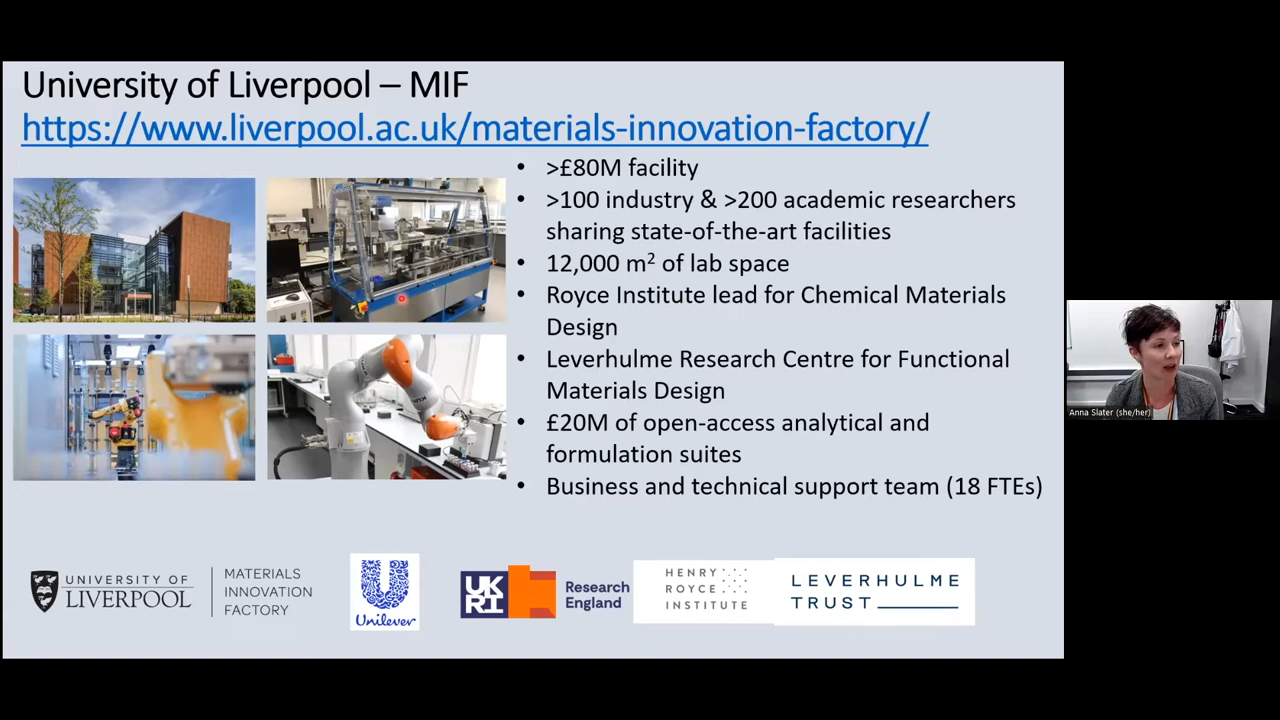 University of Liverpool – MIF
https://www.liverpool.ac.uk/materials-innovation-factory/
• >£80M facility
• >100 industry & >200 academic researchers
sharing state-of-the-art facilities
• 12,000 m² of lab space
• Royce Institute lead for Chemical Materials
Design
• Leverhulme Research Centre for Functional
Materials Design
• £20M of open-access analytical and
formulation suites
• Business and technical support team (18 FTEs)
KUKA
UNIVERSITY OF
LIVERPOOL
MATERIALS
INNOVATION
FACTORY
Unilever
UK
RI
Research
England
HENRY
ROYCE
INSTITUTE
LEVERHULME
TRUST
Anna Slater (she/her)